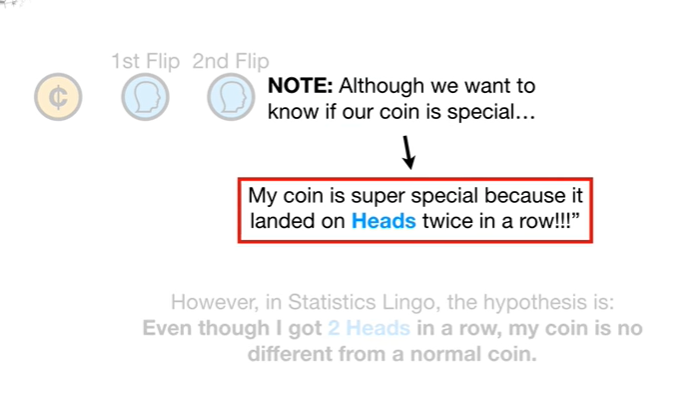 1st Flip 2nd Flip
¢
NOTE: Although we want to
know if our coin is special…
My coin is super special because it
landed on Heads twice in a row!!!”
However, in Statistics Lingo, the hypothesis is:
Even though I got 2 Heads in a row, my coin is no
different from a normal coin.